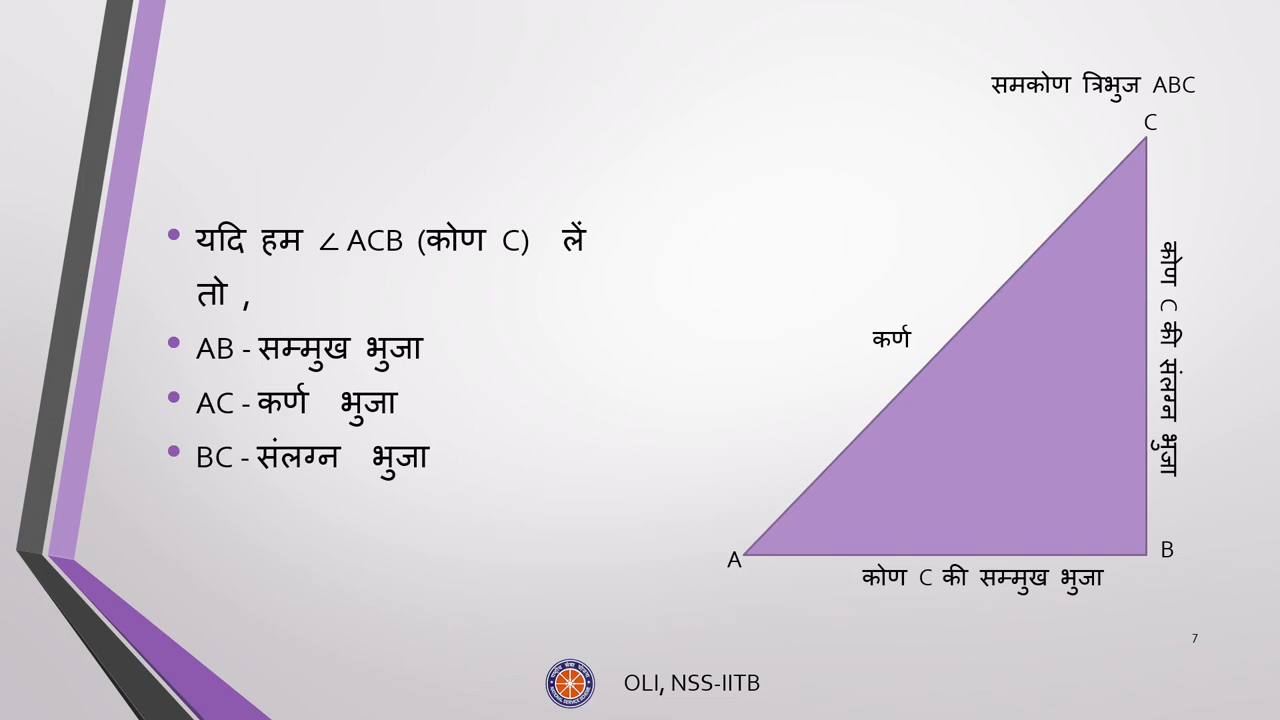 समकोण त्रिभुज ABC
C
यदि हम ∠ ACB (कोण C) लें
तो ,
AB - सम्मुख भुजा
AC - कर्ण भुजा
BC - संलग्न भुजा
कर्ण
कोण C की संलग्न भुजा
A
B
कोण C की सम्मुख भुजा
7
OLI, NSS-IITB